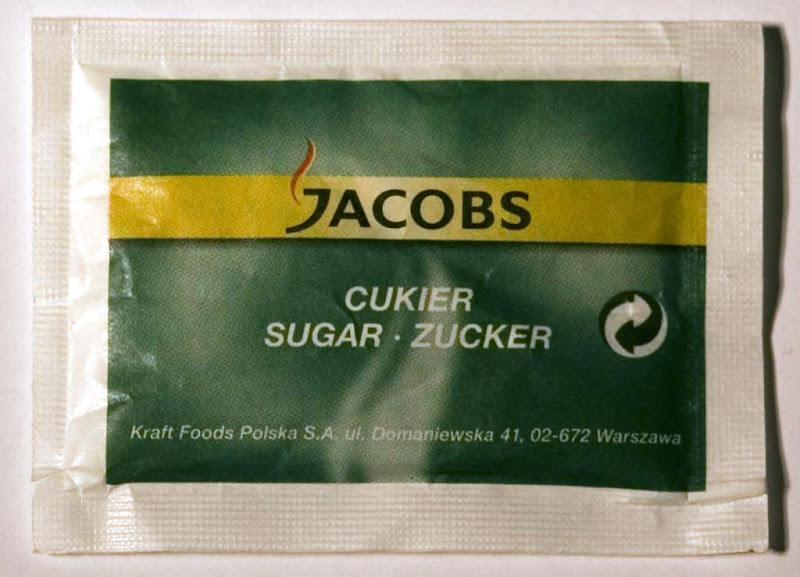 JACOBS
CUKIER
SUGAR · ZUCKER
Kraft Foods Polska S.A. ul. Domaniewska 41, 02-672 Warszawa